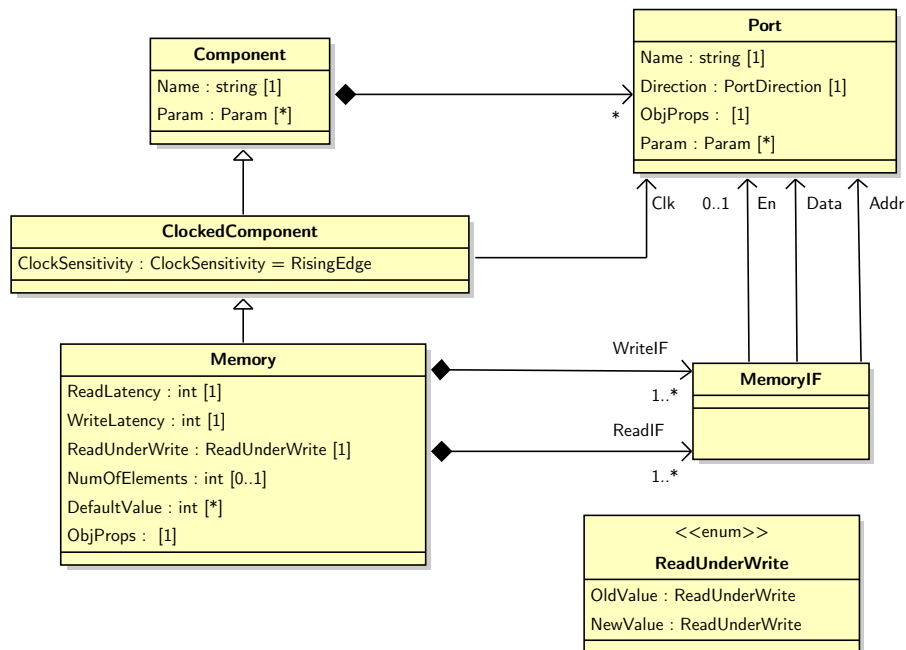 Component
Name : string [1]
Param : Param [*]
*
Port
Name : string [1]
Direction : PortDirection [1]
ObjProps :  [1]
Param : Param [*]
Clk
0..1
En
Data
Addr
ClockedComponent
ClockSensitivity : ClockSensitivity = RisingEdge
Memory
ReadLatency : int [1]
WriteLatency : int [1]
ReadUnderWrite : ReadUnderWrite [1]
NumOfElements : int [0..1]
DefaultValue : int [*]
ObjProps :  [1]
WriteIF
1..*
ReadIF
1..*
MemoryIF
<<enum>>
ReadUnderWrite
OldValue : ReadUnderWrite
NewValue : ReadUnderWrite